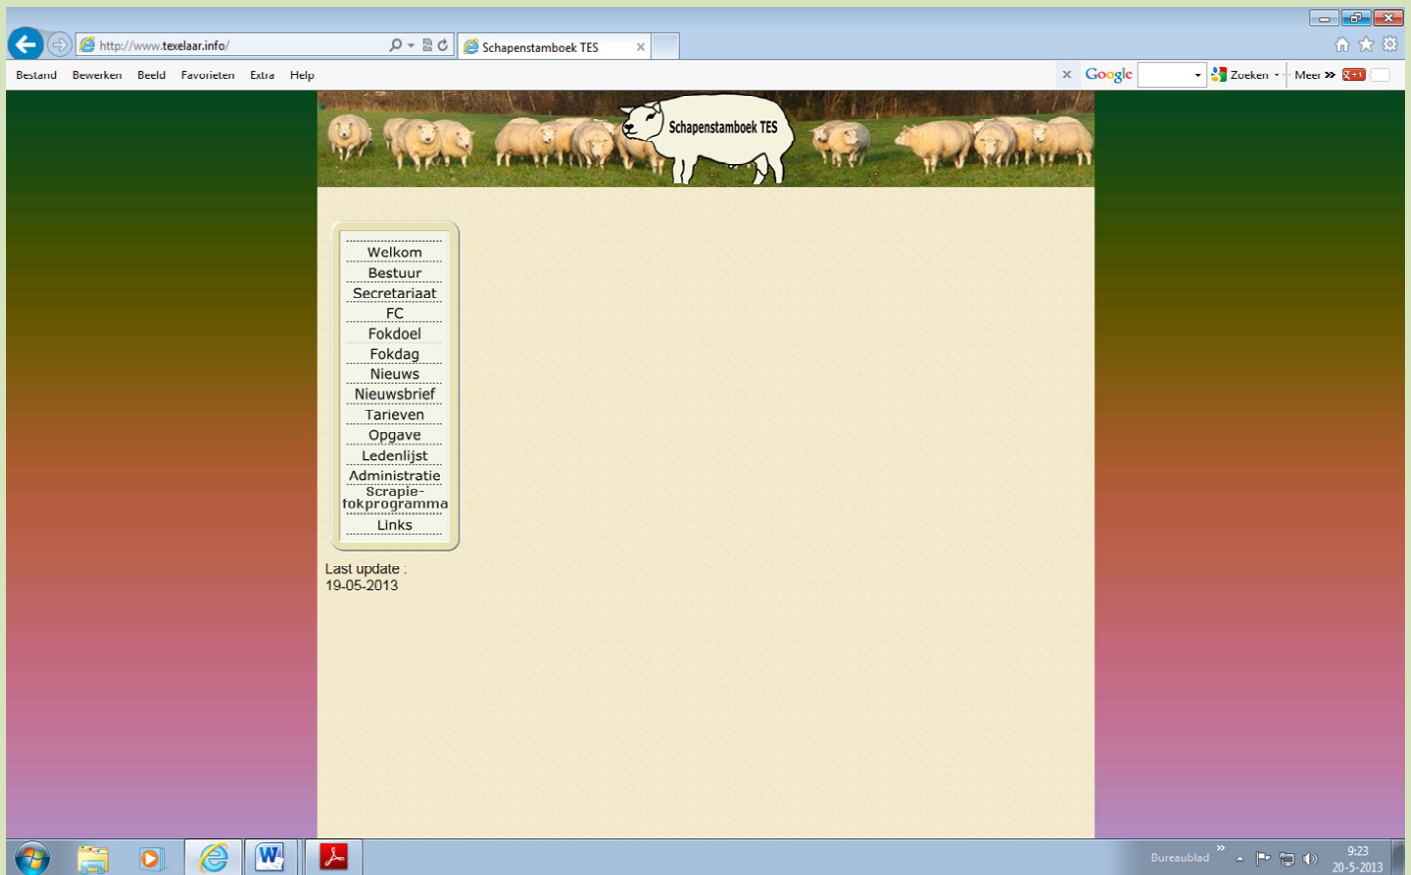 http://www.texelaar.info/
Schapenstamboek TES
Bestand Bewerken Beeld Favorieten Extra Help
Google
Zoeken
Meer »
+1
Schapenstamboek TES
Welkom
Bestuur
Secretariaat
FC
Fokdoel
Fokdag
Nieuws
Nieuwsbrief
Tarieven
Opgave
Ledenlijst
Administratie
Scrapie-
fokprogramma
Links
Last update :
19-05-2013
Bureaublad »
9:23
20-5-2013